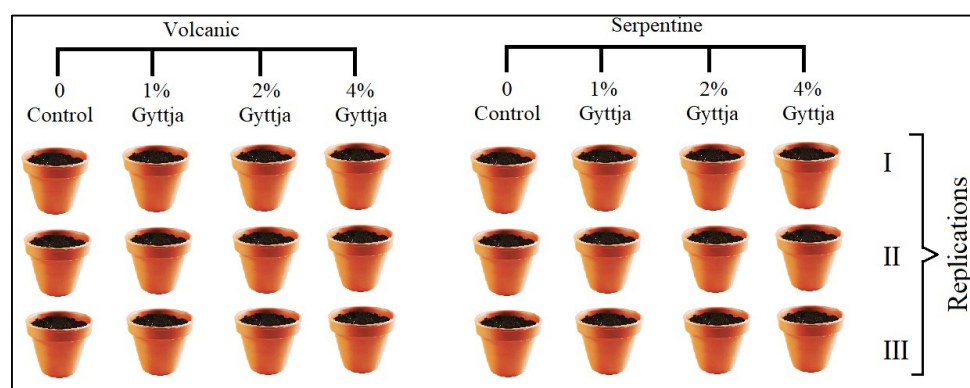 Volcanic
Serpentine
0
Control
1%
Gyttja
2%
Gyttja
4%
Gyttja
0
Control
1%
Gyttja
2%
Gyttja
4%
Gyttja
I
II
III
Replications